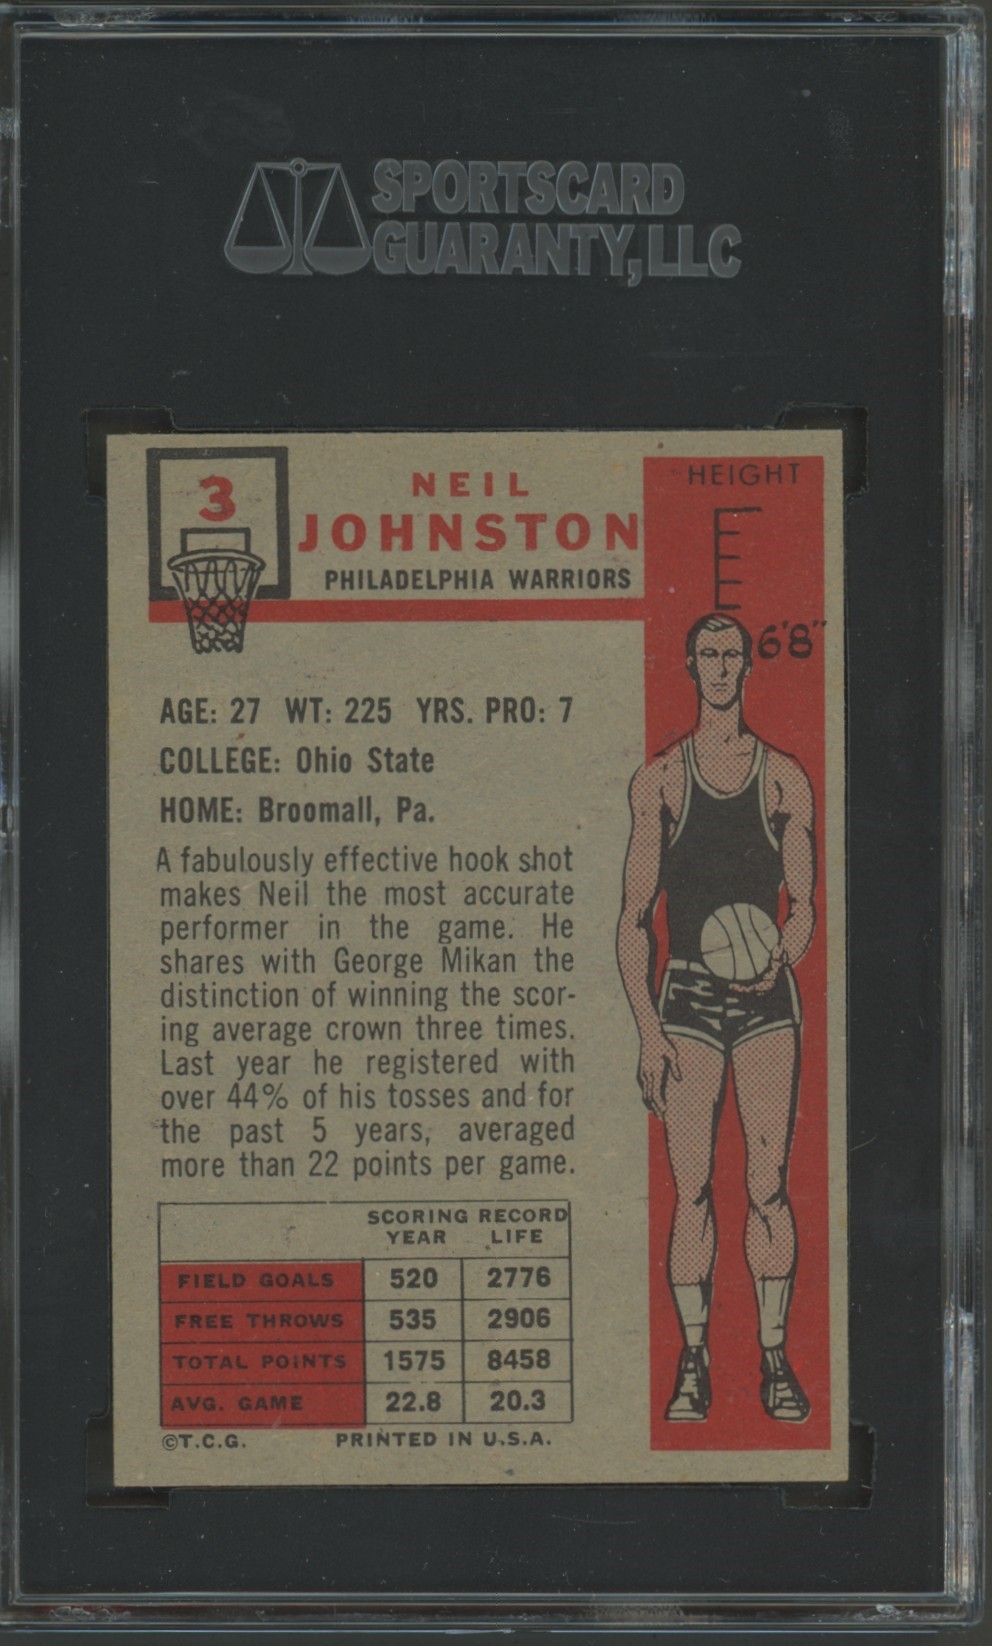 SPORTSCARD
GUARANTY, LLC
3
NEIL
JOHNSTON
PHILADELPHIA WARRIORS
HEIGHT
6'8"
AGE: 27 WT: 225 YRS. PRO: 7
COLLEGE: Ohio State
HOME: Broomall, Pa.
A fabulously effective hook shot
makes Neil the most accurate
performer in the game. He
shares with George Mikan the
distinction of winning the scor-
ing average crown three times.
Last year he registered with
over 44% of his tosses and for
the past 5 years, averaged
more than 22 points per game.
SCORING RECORD
YEAR LIFE
FIELD GOALS 520 2776
FREE THROWS 535 2906
TOTAL POINTS 1575 8458
AVG. GAME 22.8 20.3
©T.C.G. PRINTED IN U.S.A.